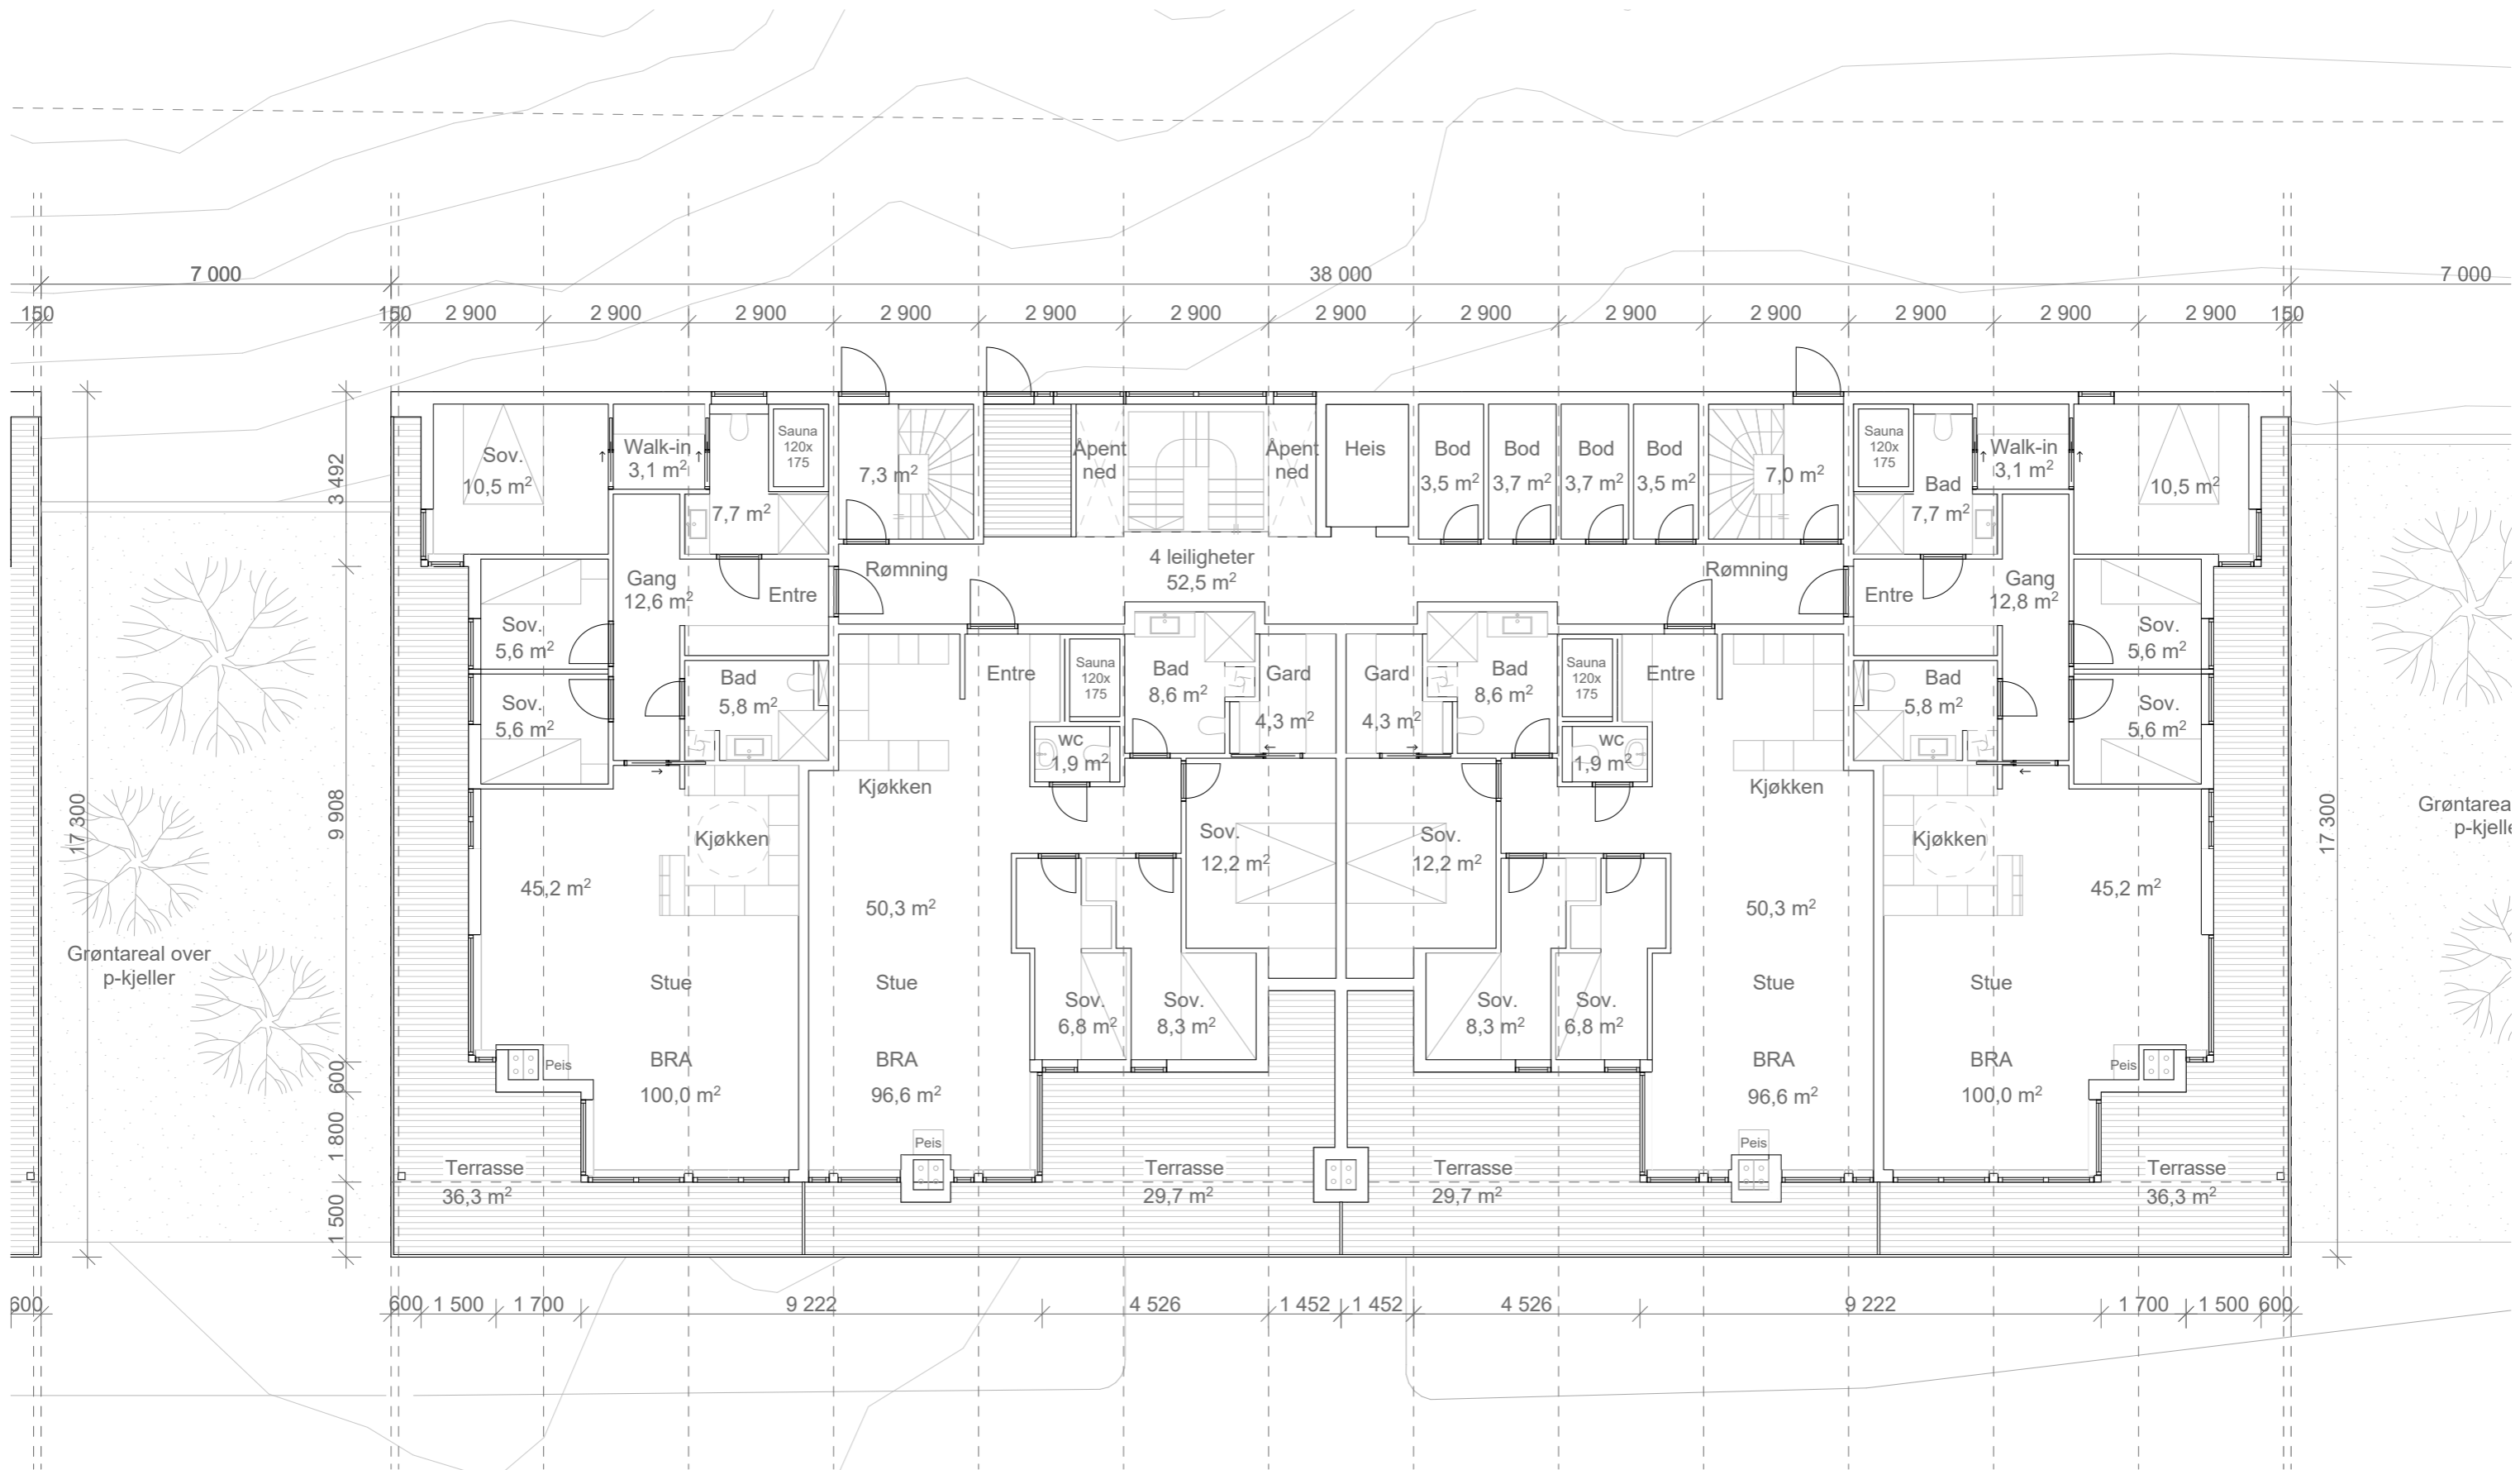 7 000
38 000
7 000
150
150
2 900
2 900
2 900
2 900
2 900
2 900
2 900
2 900
2 900
2 900
2 900
2 900
2 900
150
17 300
3 492
9 908
600
1 800
1 500
17 300
Sov.
10,5 m²
Walk-in
3,1 m²
7,7 m²
Sauna
120x
175
7,3 m²
Åpent
ned
Åpent
ned
Heis
Bod
3,5 m²
Bod
3,7 m²
Bod
3,7 m²
Bod
3,5 m²
7,0 m²
Sauna
120x
175
Bad
7,7 m²
Walk-in
3,1 m²
10,5 m²
Gang
12,6 m²
Entre
Rømning
4 leiligheter
52,5 m²
Rømning
Entre
Gang
12,8 m²
Sov.
5,6 m²
Sov.
5,6 m²
Bad
5,8 m²
Entre
Sauna
120x
175
Bad
8,6 m²
Gard
4,3 m²
Gard
4,3 m²
Bad
8,6 m²
Sauna
120x
175
Entre
Bad
5,8 m²
Sov.
5,6 m²
Sov.
5,6 m²
wc
1,9 m²
wc
1,9 m²
Kjøkken
Kjøkken
Kjøkken
Kjøkken
45,2 m²
50,3 m²
Sov.
12,2 m²
Sov.
12,2 m²
50,3 m²
45,2 m²
Grøntareal over
p-kjeller
Grøntarea
p-kjelle
Stue
Stue
Sov.
6,8 m²
Sov.
8,3 m²
Sov.
8,3 m²
Sov.
6,8 m²
Stue
Stue
Peis
BRA
100,0 m²
BRA
96,6 m²
BRA
96,6 m²
BRA
100,0 m²
Peis
Peis
Peis
Terrasse
36,3 m²
Terrasse
29,7 m²
Terrasse
29,7 m²
Terrasse
36,3 m²
600
600
1 500
1 700
9 222
4 526
1 452
1 452
4 526
9 222
1 700
1 500
600